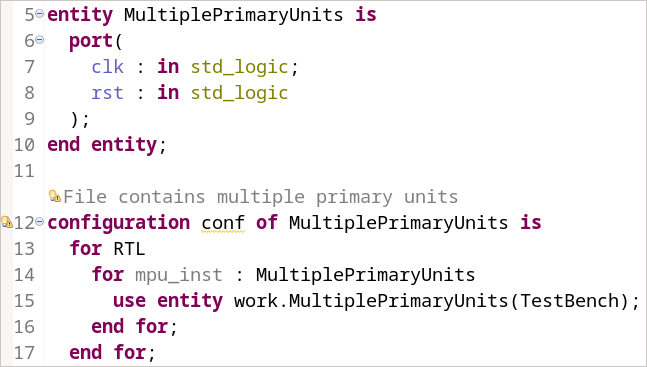 5 entity MultiplePrimaryUnits is
6 port(
7 clk : in std_logic;
8 rst : in std_logic
9 );
10 end entity;
11
File contains multiple primary units
12 configuration conf of MultiplePrimaryUnits is
13 for RTL
14 for mpu_inst : MultiplePrimaryUnits
15 use entity work.MultiplePrimaryUnits(TestBench);
16 end for;
17 end for;